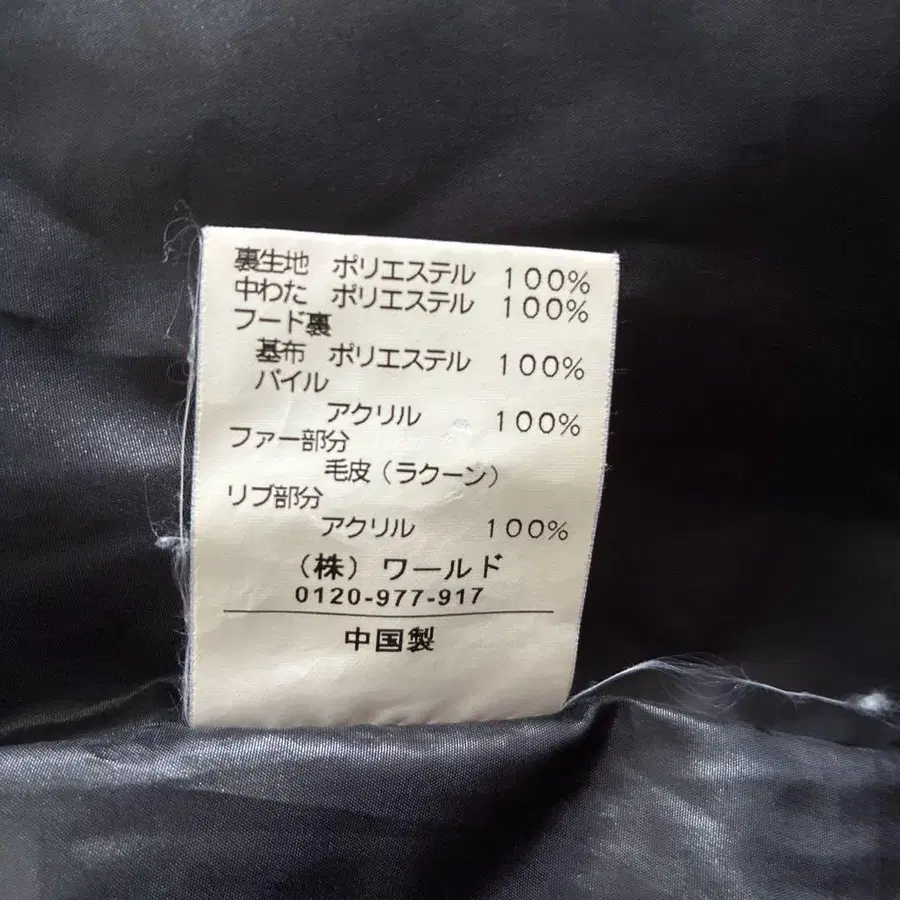 裏生地 ポリエステル 100%
中わた ポリエステル 100%
フード裏
基布 ポリエステル 100%
パイル
アクリル 100%
ファー部分
毛皮（ラクーン）
リブ部分
アクリル 100%
（株）ワールド
0120-977-917
中国製